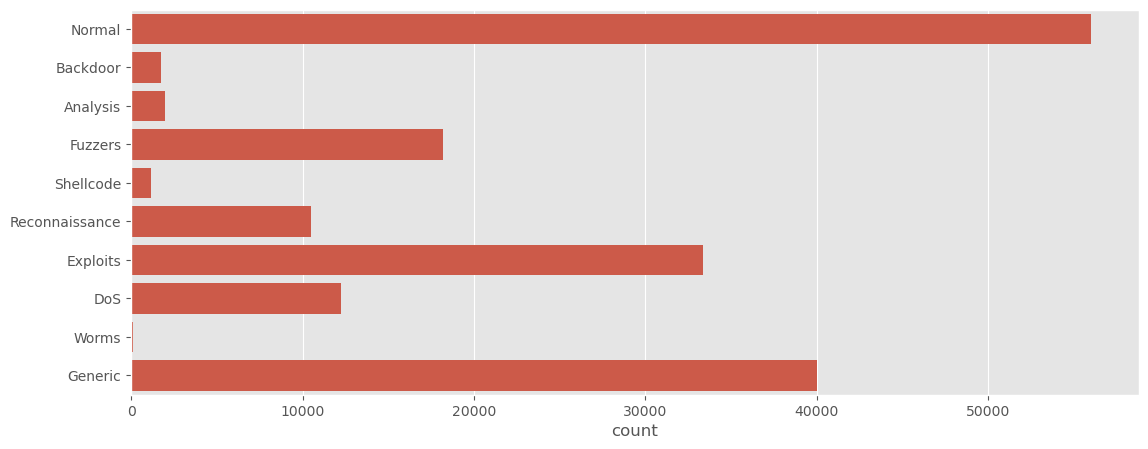 Normal
Backdoor
Analysis
Fuzzers
Shellcode
Reconnaissance
Exploits
DoS
Worms
Generic
0 10000 20000 30000 40000 50000
count